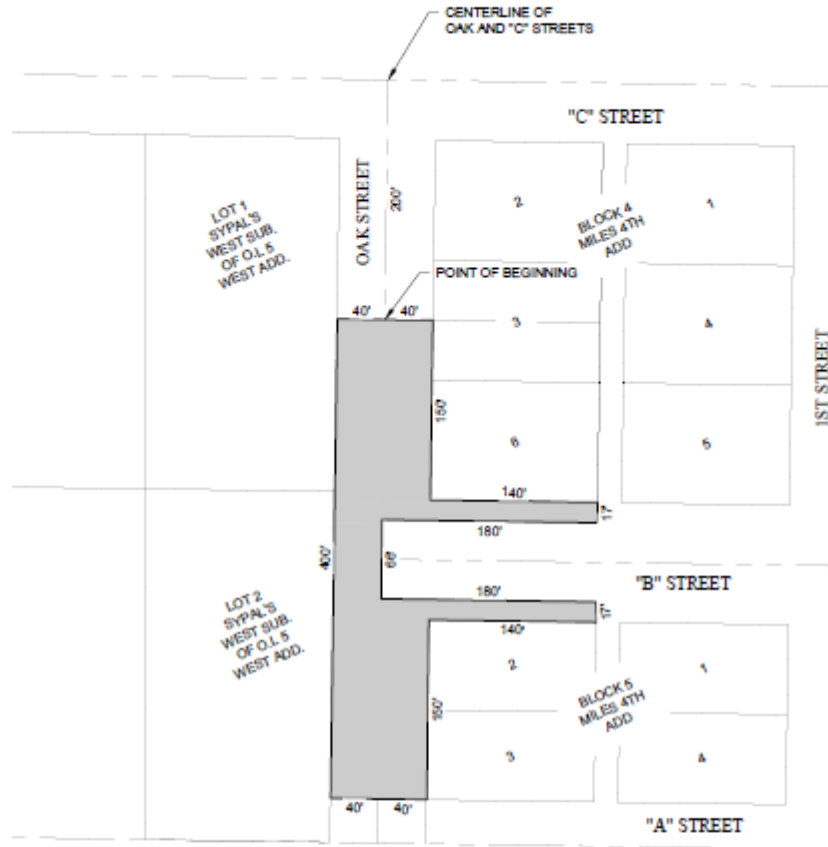 CENTERLINE OF
OAK AND "C" STREETS
"C" STREET
OAK STREET
200'
LOT 1
SYPAL'S
WEST SUB.
OF O.L 5
WEST ADD.
2
BLOCK 4
MILES 4TH
ADD
1
POINT OF BEGINNING
40'
40'
3
4
1ST STREET
150'
6
5
140'
17'
180'
400'
66'
"B" STREET
LOT 2
SYPAL'S
WEST SUB.
OF O.L 5
WEST ADD.
180'
17'
140'
2
BLOCK 5
MILES 4TH
ADD
1
150'
3
4
40'
40'
"A" STREET